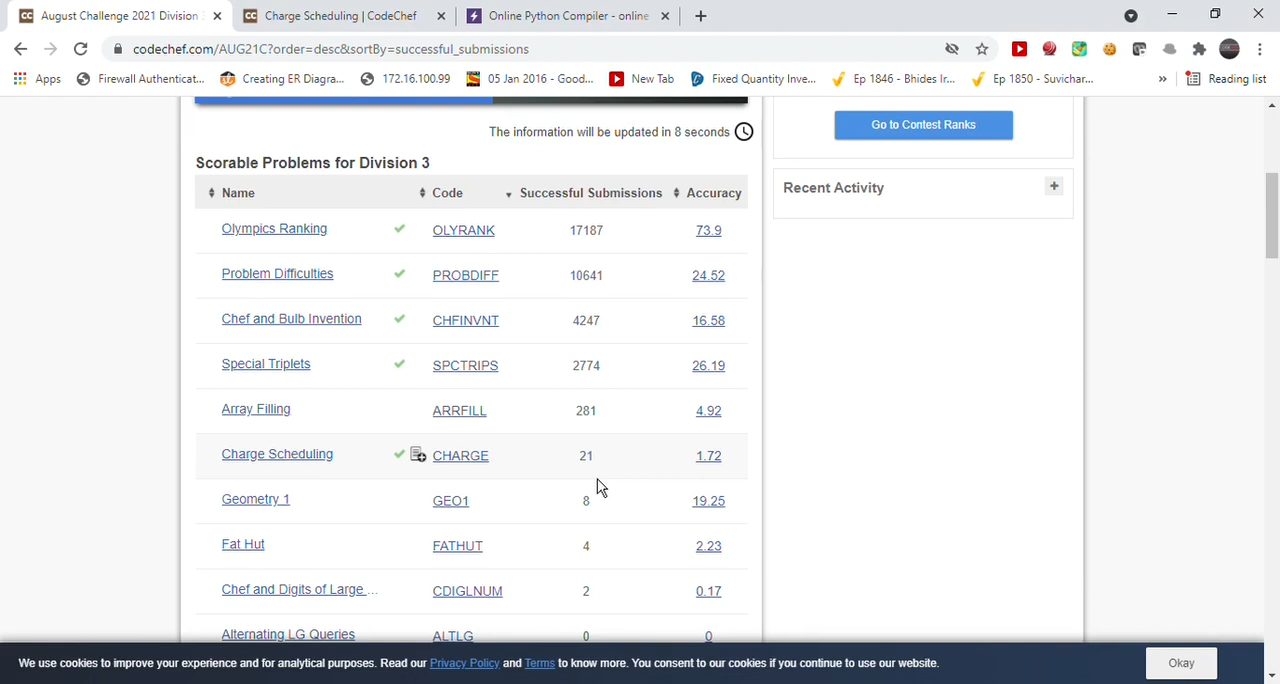 August Challenge 2021 Division
Charge Scheduling | CodeChef
Online Python Compiler - online
codechef.com/AUG21C?order=desc&sortBy=successful_submissions
Apps
Firewall Authenticat...
Creating ER Diagra...
172.16.100.99
05 Jan 2016 - Good...
New Tab
Fixed Quantity Inve...
Ep 1846 - Bhides Ir...
Ep 1850 - Suvichar...
»
Reading list
The information will be updated in 8 seconds
Go to Contest Ranks
Scorable Problems for Division 3
Recent Activity
Name Code Successful Submissions Accuracy
Olympics Ranking OLYRANK 17187 73.9
Problem Difficulties PROBDIFF 10641 24.52
Chef and Bulb Invention CHFINVNT 4247 16.58
Special Triplets SPCTRIPS 2774 26.19
Array Filling ARRFILL 281 4.92
Charge Scheduling CHARGE 21 1.72
Geometry 1 GEO1 8 19.25
Fat Hut FATHUT 4 2.23
Chef and Digits of Large ... CDIGLNUM 2 0.17
Alternating LG Queries ALTLG 0 0
We use cookies to improve your experience and for analytical purposes. Read our Privacy Policy and Terms to know more. You consent to our cookies if you continue to use our website.
Okay